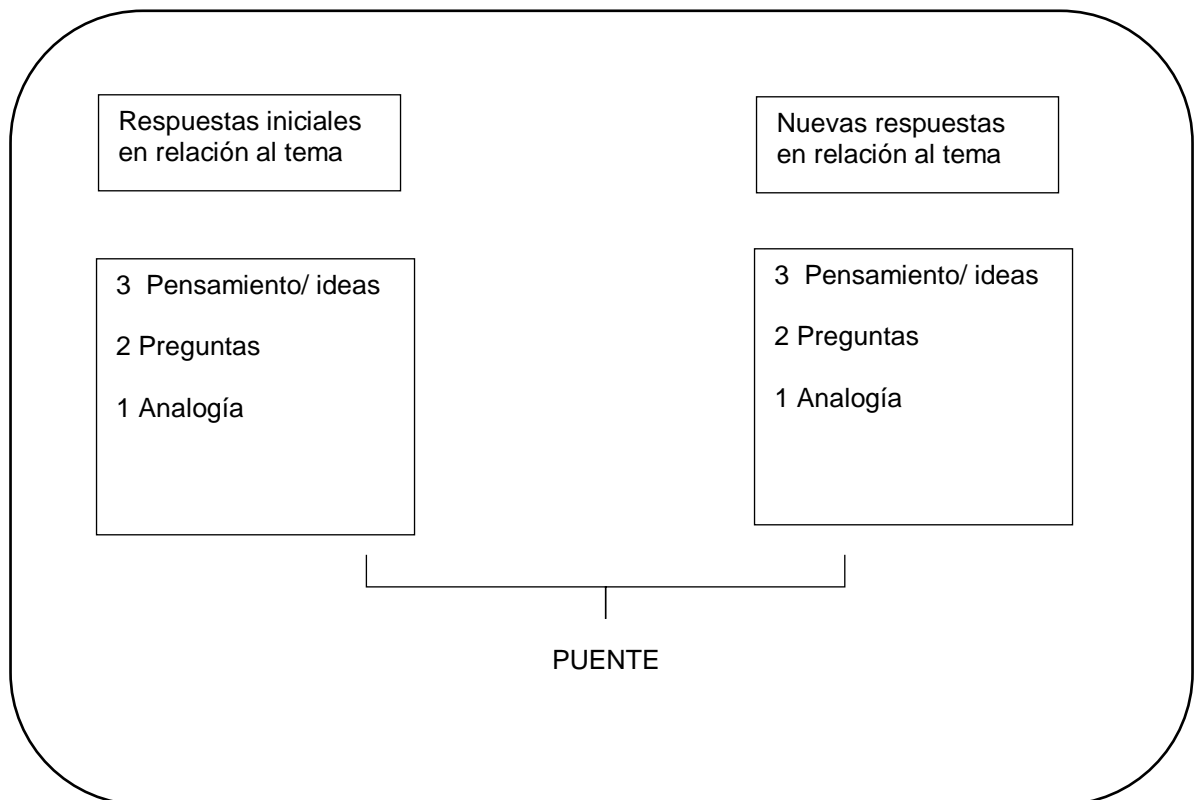 Respuestas iniciales
en relación al tema
3 Pensamiento/ ideas
2 Preguntas
1 Analogía
Nuevas respuestas
en relación al tema
3 Pensamiento/ ideas
2 Preguntas
1 Analogía
PUENTE